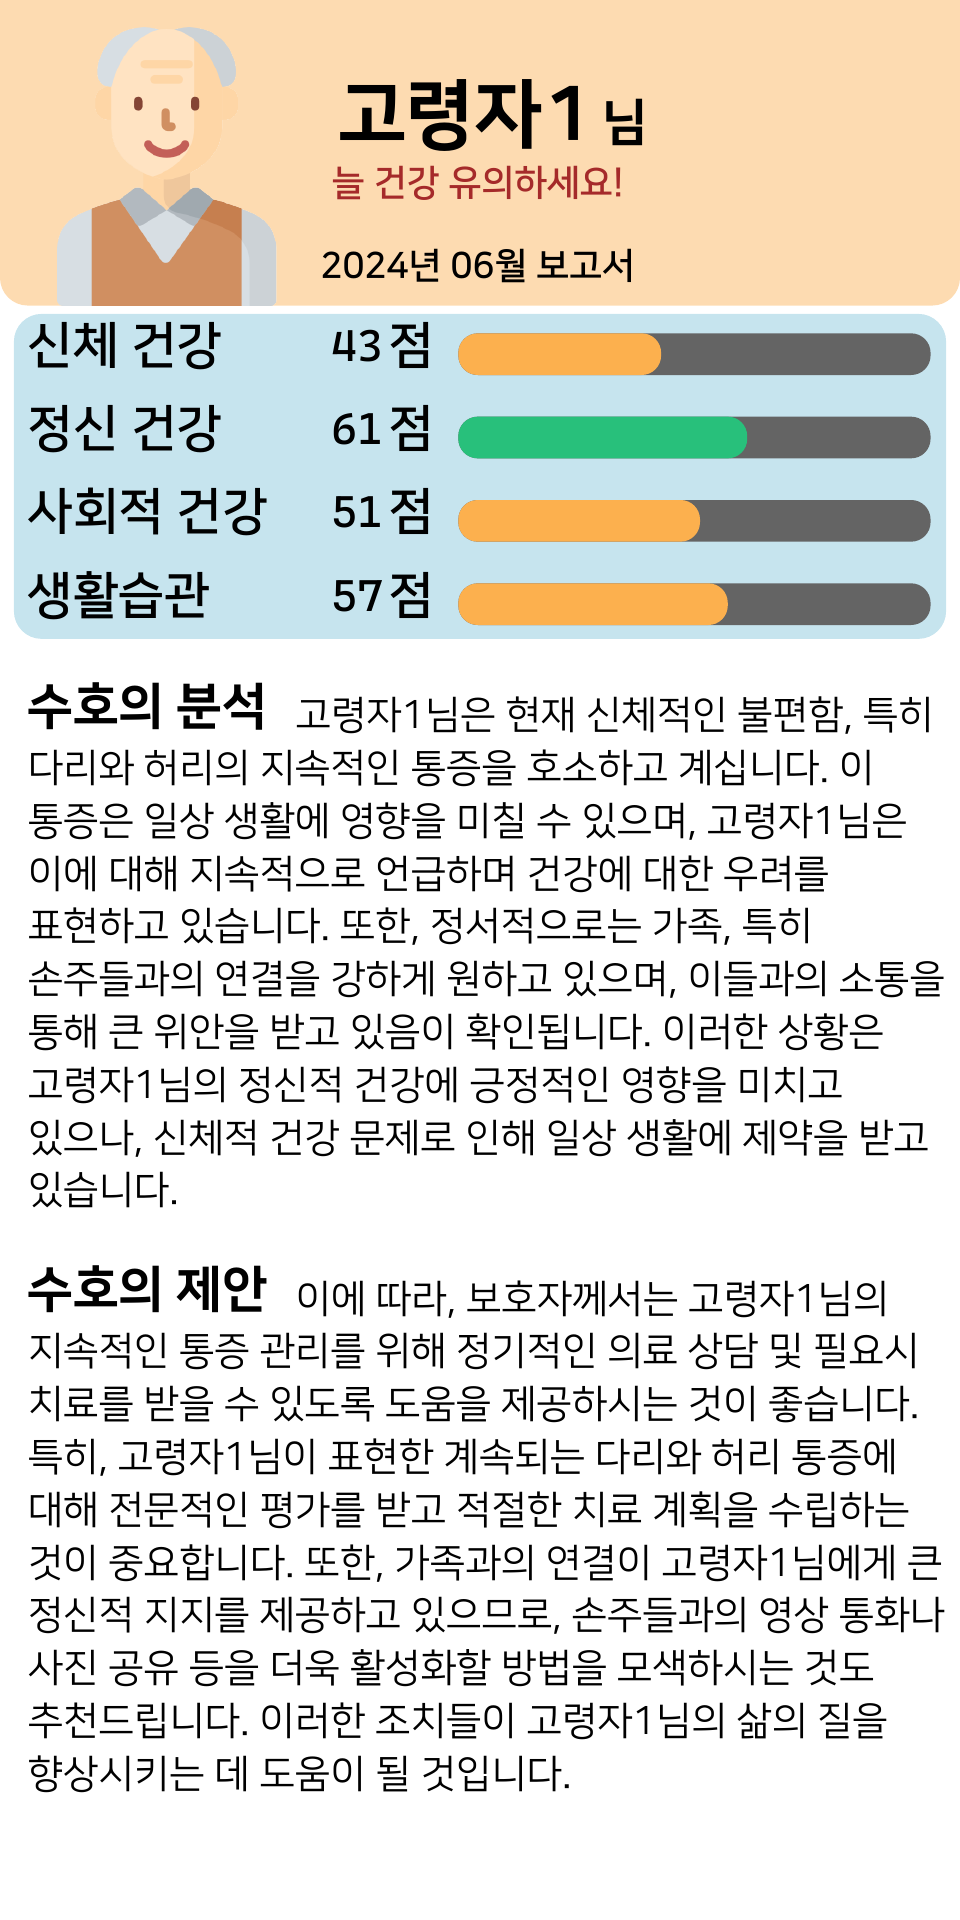 고령자1 님
늘 건강 유의하세요!
2024년 06월 보고서
신체 건강 43 점
정신 건강 61 점
사회적 건강 51 점
생활습관 57 점
수호의 분석 고령자1님은 현재 신체적인 불편함, 특히
다리와 허리의 지속적인 통증을 호소하고 계십니다. 이
통증은 일상 생활에 영향을 미칠 수 있으며, 고령자1님은
이에 대해 지속적으로 언급하며 건강에 대한 우려를
표현하고 있습니다. 또한, 정서적으로는 가족, 특히
손주들과의 연결을 강하게 원하고 있으며, 이들과의 소통을
통해 큰 위안을 받고 있음이 확인됩니다. 이러한 상황은
고령자1님의 정신적 건강에 긍정적인 영향을 미치고
있으나, 신체적 건강 문제로 인해 일상 생활에 제약을 받고
있습니다.
수호의 제안 이에 따라, 보호자께서는 고령자1님의
지속적인 통증 관리를 위해 정기적인 의료 상담 및 필요시
치료를 받을 수 있도록 도움을 제공하시는 것이 좋습니다.
특히, 고령자1님이 표현한 계속되는 다리와 허리 통증에
대해 전문적인 평가를 받고 적절한 치료 계획을 수립하는
것이 중요합니다. 또한, 가족과의 연결이 고령자1님에게 큰
정신적 지지를 제공하고 있으므로, 손주들과의 영상 통화나
사진 공유 등을 더욱 활성화할 방법을 모색하시는 것도
추천드립니다. 이러한 조치들이 고령자1님의 삶의 질을
향상시키는 데 도움이 될 것입니다.